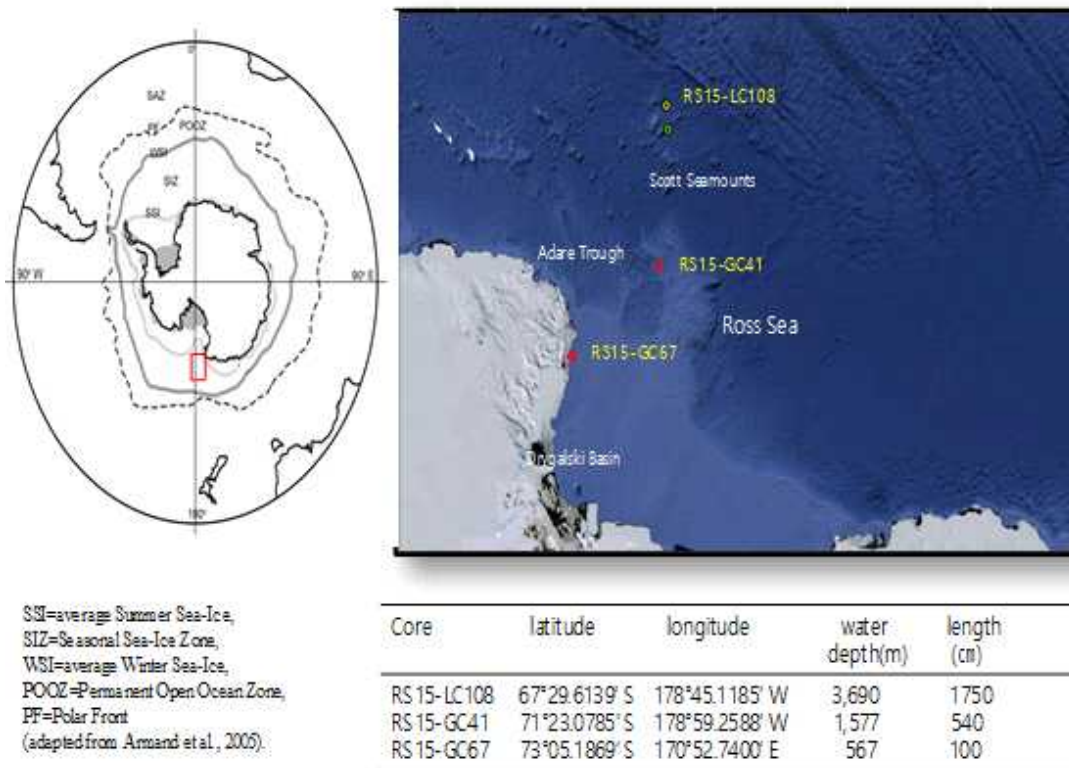 0°
SAZ
PF
POOZ
WSI
SIZ
SSI
90° W
90° E
180°
RS15-LC108
Scott Seamounts
Adare Trough
RS15-GC41
Ross Sea
RS15-GC67
Drygalski Basin
SSI=average Summer Sea-Ice,
SIZ=Seasonal Sea-Ice Zone,
WSI=average Winter Sea-Ice,
POOZ=Permanent Open Ocean Zone,
PF=Polar Front
(adapted from Armand et al., 2005).
Core latitude longitude water depth(m) length (㎝)
RS15-LC108 67°29.6139' S 178°45.1185' W 3,690 1750
RS15-GC41 71°23.0785' S 178°59.2588' W 1,577 540
RS15-GC67 73°05.1869' S 170°52.7400' E 567 100